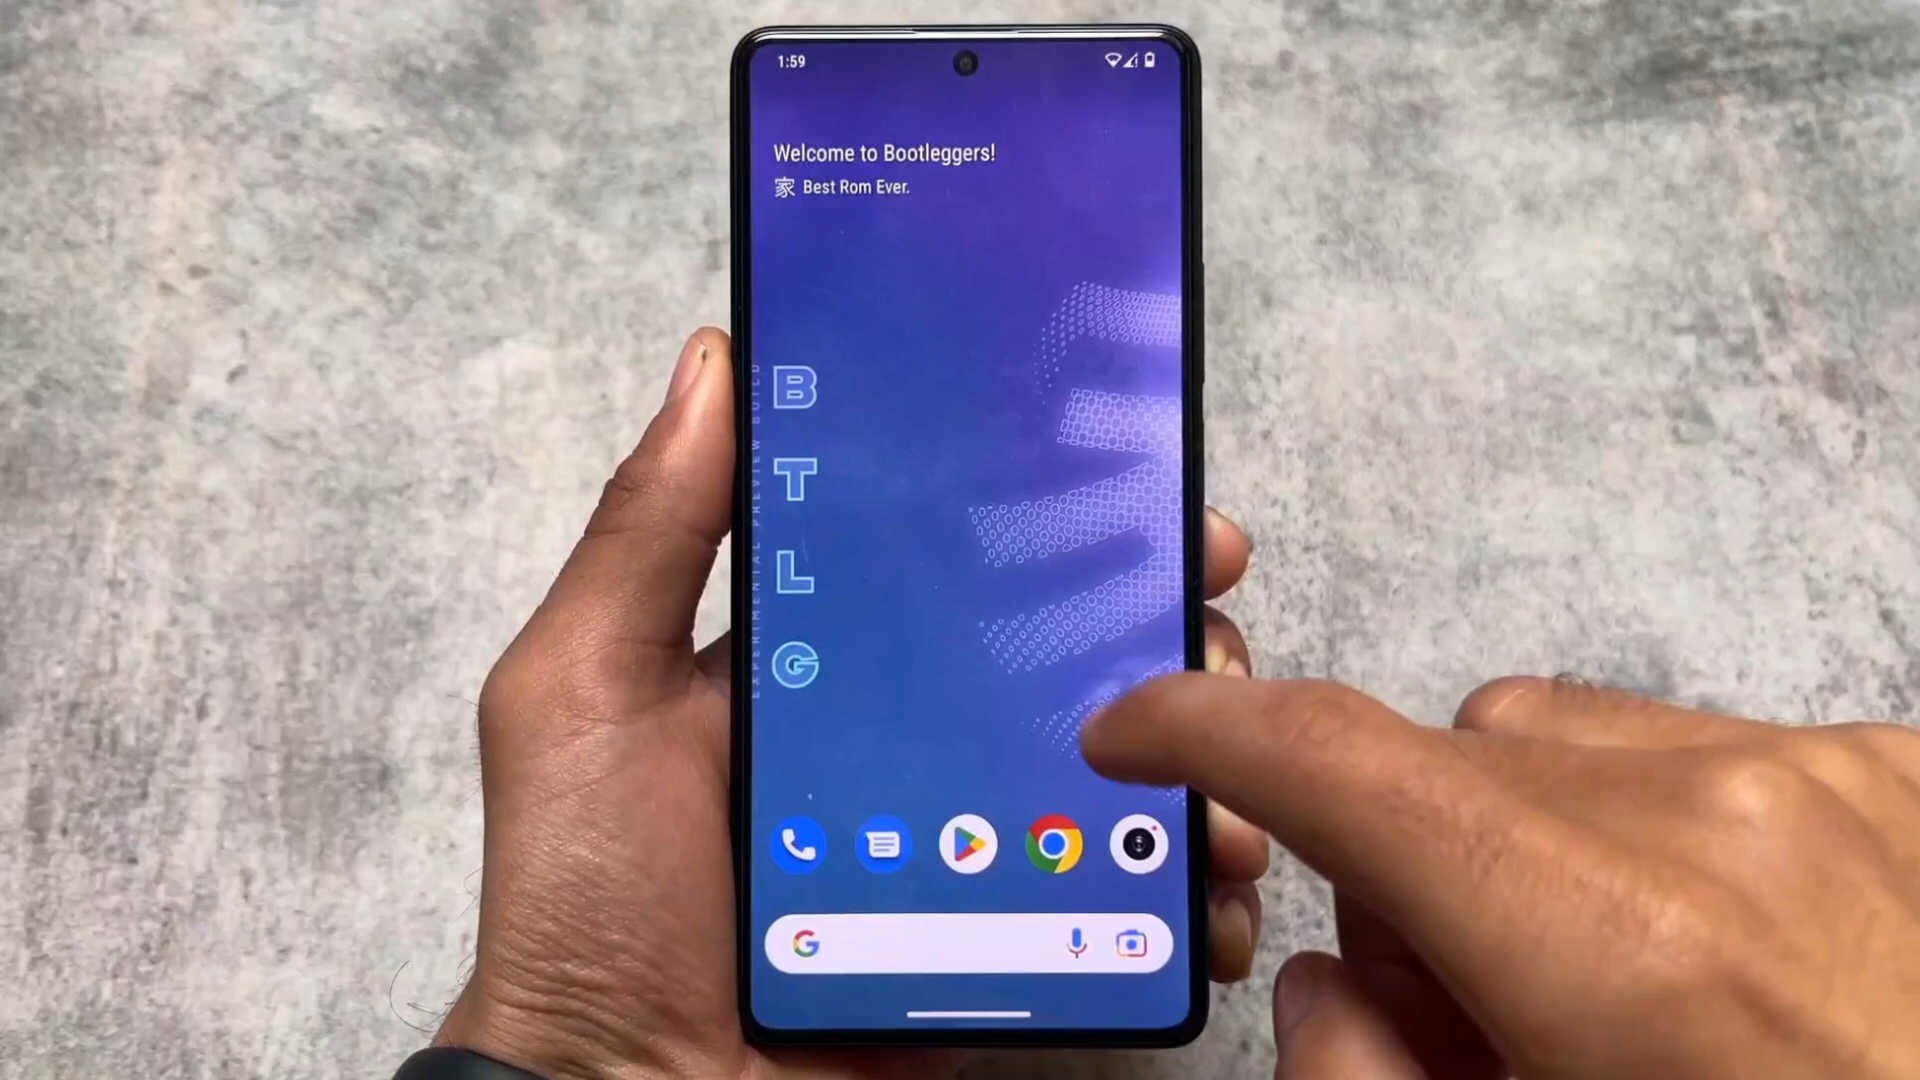 1:59
Welcome to Bootleggers!
家 Best Rom Ever.
EXPERIMENTAL PREVIEW BUILD
B
T
L
G
G